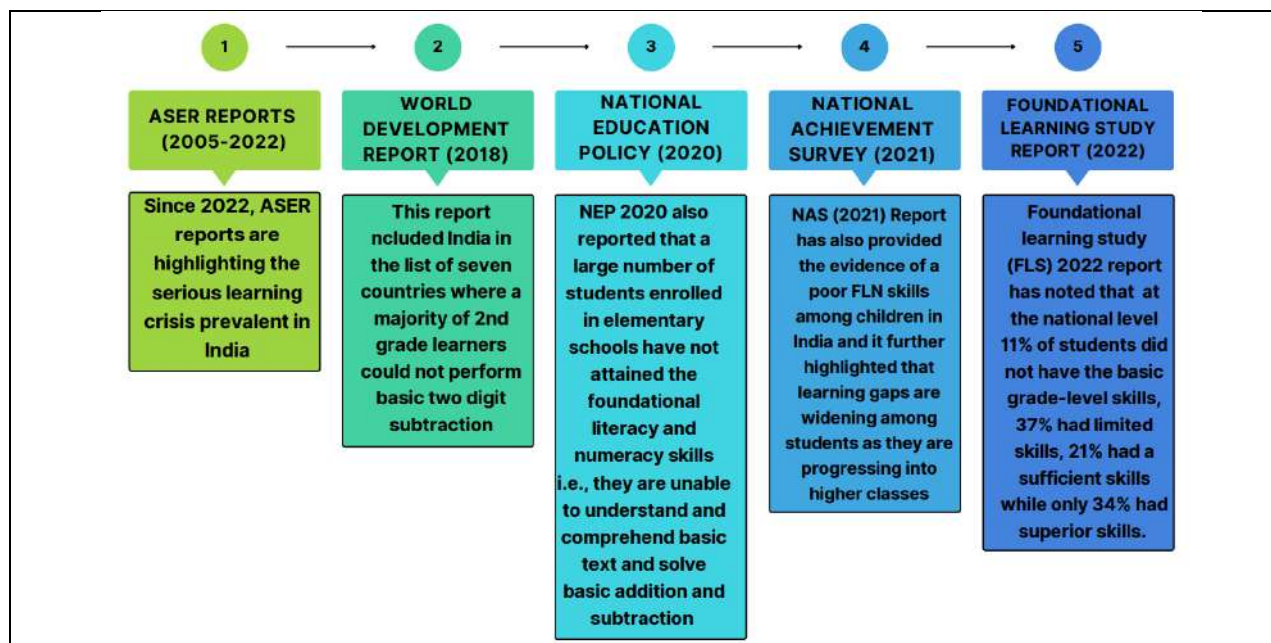 1
2
3
4
5
ASER REPORTS
(2005-2022)
Since 2022, ASER
reports are
highlighting the
serious learning
crisis prevalent in
India
WORLD
DEVELOPMENT
REPORT (2018)
This report
ncluded India in
the list of seven
countries where a
majority of 2nd
grade learners
could not perform
basic two digit
subtraction
NATIONAL
EDUCATION
POLICY (2020)
NEP 2020 also
reported that a
large number of
students enrolled
in elementary
schools have not
attained the
foundational
literacy and
numeracy skills
i.e., they are unable
to understand and
comprehend basic
text and solve
basic addition and
subtraction
NATIONAL
ACHIEVEMENT
SURVEY (2021)
NAS (2021) Report
has also provided
the evidence of a
poor FLN skills
among children in
India and it further
highlighted that
learning gaps are
widening among
students as they are
progressing into
higher classes
FOUNDATIONAL
LEARNING STUDY
REPORT (2022)
Foundational
learning study
(FLS) 2022 report
has noted that at
the national level
11% of students did
not have the basic
grade-level skills,
37% had limited
skills, 21% had a
sufficient skills
while only 34% had
superior skills.